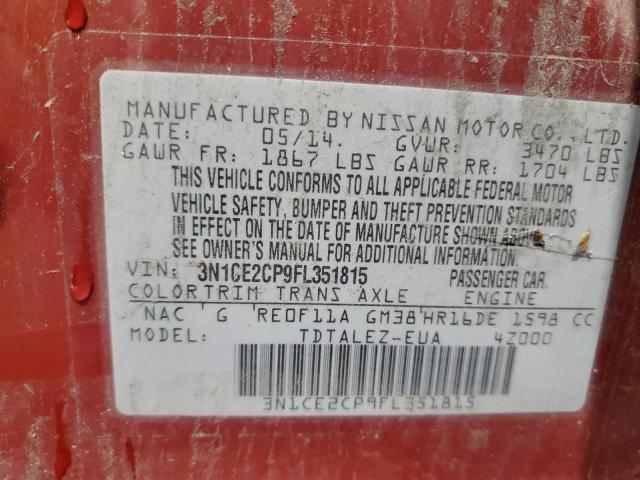 MANUFACTURED BY NISSAN MOTOR CO., LTD.
DATE: 05/14. GVWR: 3470 LBS
GAWR FR: 1867 LBS GAWR RR: 1704 LBS
THIS VEHICLE CONFORMS TO ALL APPLICABLE FEDERAL MOTOR
VEHICLE SAFETY, BUMPER AND THEFT PREVENTION STANDARDS
IN EFFECT ON THE DATE OF MANUFACTURE SHOWN ABOVE.
SEE OWNER'S MANUAL FOR ADDITIONAL INFORMATION.
VIN: 3N1CE2CP9FL351815 PASSENGER CAR.
COLOR TRIM TRANS AXLE ENGINE
NAC G RE0F11A GM38 HR16DE 1598 CC
MODEL: TDTALEZ-EUA 4Z000
3N1CE2CP9FL351815